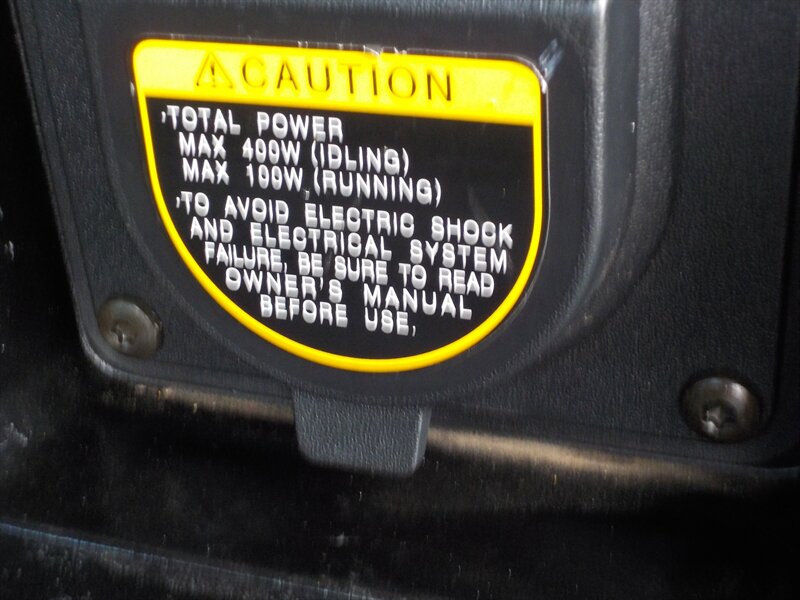 ⚠CAUTION
·TOTAL POWER
MAX 400W (IDLING)
MAX 100W (RUNNING)
·TO AVOID ELECTRIC SHOCK
AND ELECTRICAL SYSTEM
FAILURE, BE SURE TO READ
OWNER'S MANUAL
BEFORE USE.